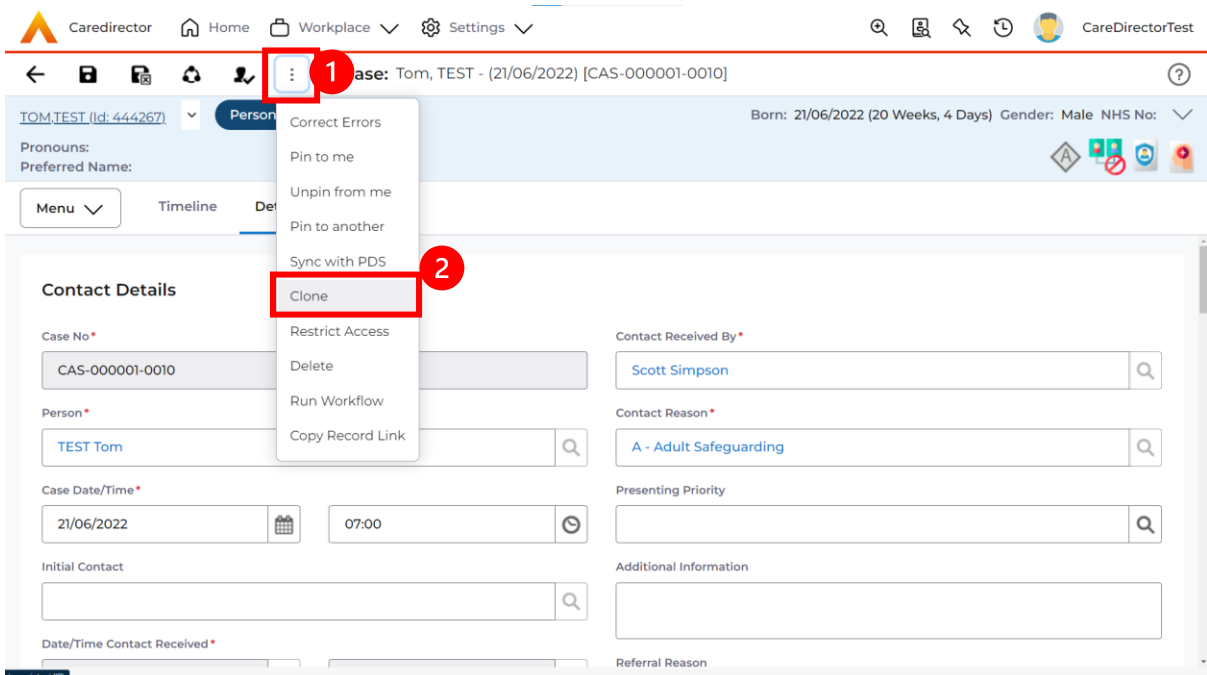 Caredirector Home Workplace Settings CareDirectorTest
1
ase: Tom, TEST - (21/06/2022) [CAS-000001-0010]
TOM,TEST (Id: 444267) Person Born: 21/06/2022 (20 Weeks, 4 Days) Gender: Male NHS No:
Pronouns:
Preferred Name:
Menu Timeline Det
Correct Errors
Pin to me
Unpin from me
Pin to another
Sync with PDS
2
Clone
Restrict Access
Delete
Run Workflow
Copy Record Link
Contact Details
Case No*
CAS-000001-0010
Person*
TEST Tom
Case Date/Time*
21/06/2022 07:00
Initial Contact
Date/Time Contact Received*
Contact Received By*
Scott Simpson
Contact Reason*
A - Adult Safeguarding
Presenting Priority
Additional Information
Referral Reason